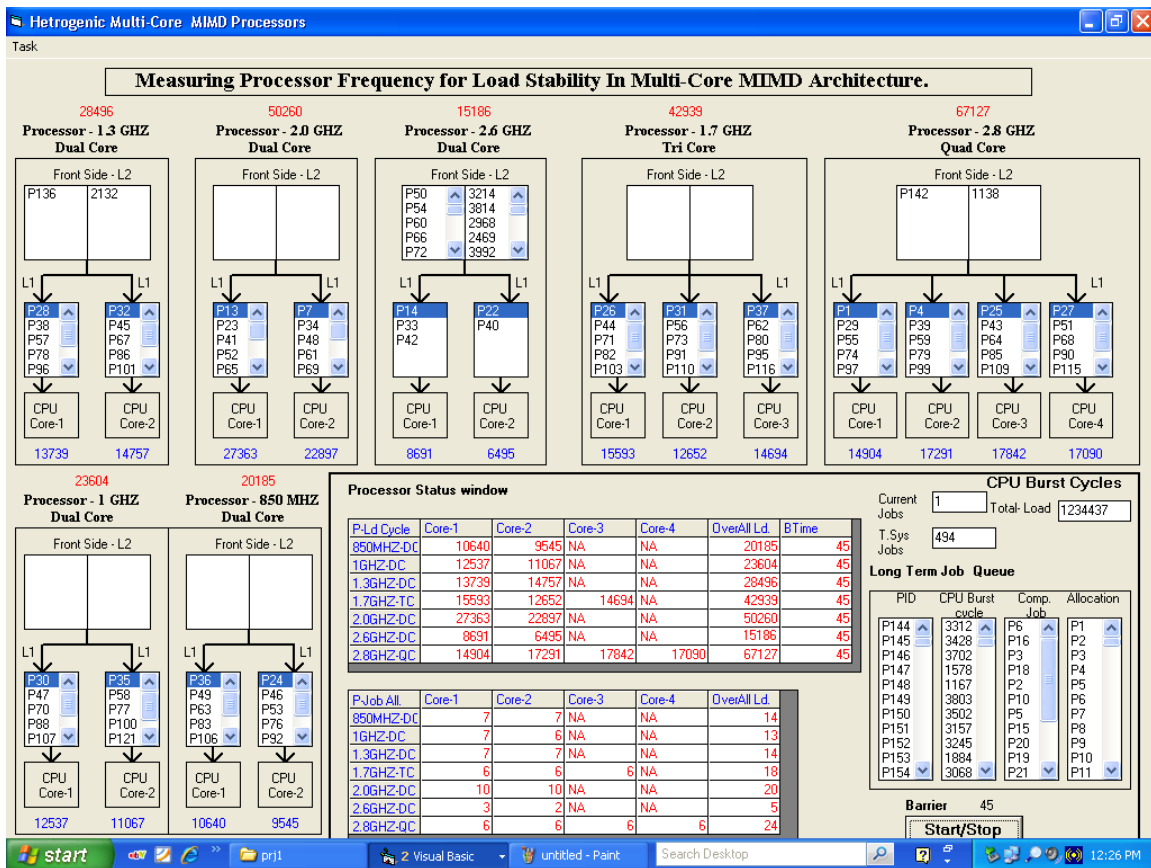 Hetrogenic Multi-Core MIMD Processors
Task
Measuring Processor Frequency for Load Stability In Multi-Core MIMD Architecture.
28496
Processor - 1.3 GHZ
Dual Core
Front Side - L2
P136 2132
L1 L1
P28 P32
P38 P45
P57 P67
P78 P86
P96 P101
CPU Core-1 CPU Core-2
13739 14757
50260
Processor - 2.0 GHZ
Dual Core
Front Side - L2
L1 L1
P13 P7
P23 P34
P41 P48
P52 P61
P65 P69
CPU Core-1 CPU Core-2
27363 22897
15186
Processor - 2.6 GHZ
Dual Core
Front Side - L2
P50 3214
P54 3814
P60 2968
P66 2469
P72 3992
L1 L1
P14 P22
P33 P40
P42
CPU Core-1 CPU Core-2
8691 6495
42939
Processor - 1.7 GHZ
Tri Core
Front Side - L2
L1 L1
P26 P31 P37
P44 P56 P62
P71 P73 P80
P82 P91 P95
P103 P110 P116
CPU Core-1 CPU Core-2 CPU Core-3
15593 12652 14694
67127
Processor - 2.8 GHZ
Quad Core
Front Side - L2
P142 1138
L1 L1
P1 P4 P25 P27
P29 P39 P43 P51
P55 P59 P64 P68
P74 P79 P85 P90
P97 P99 P109 P115
CPU Core-1 CPU Core-2 CPU Core-3 CPU Core-4
14904 17291 17842 17090
23604
Processor - 1 GHZ
Dual Core
Front Side - L2
L1 L1
P30 P35
P47 P58
P70 P77
P88 P100
P107 P121
CPU Core-1 CPU Core-2
12537 11067
20185
Processor - 850 MHZ
Dual Core
Front Side - L2
L1 L1
P36 P24
P49 P46
P63 P53
P83 P76
P106 P92
CPU Core-1 CPU Core-2
10640 9545
Processor Status window
P-Ld Cycle Core-1 Core-2 Core-3 Core-4 OverAll Ld. BTime
850MHZ-DC 10640 9545 NA NA 20185 45
1GHZ-DC 12537 11067 NA NA 23604 45
1.3GHZ-DC 13739 14757 NA NA 28496 45
1.7GHZ-TC 15593 12652 14694 NA 42939 45
2.0GHZ-DC 27363 22897 NA NA 50260 45
2.6GHZ-DC 8691 6495 NA NA 15186 45
2.8GHZ-QC 14904 17291 17842 17090 67127 45
P-Job All. Core-1 Core-2 Core-3 Core-4 OverAll Ld.
850MHZ-DC 7 7 NA NA 14
1GHZ-DC 7 6 NA NA 13
1.3GHZ-DC 7 7 NA NA 14
1.7GHZ-TC 6 6 6 NA 18
2.0GHZ-DC 10 10 NA NA 20
2.6GHZ-DC 3 2 NA NA 5
2.8GHZ-QC 6 6 6 6 24
CPU Burst Cycles
Current Jobs 1 Total- Load 1234437
T.Sys Jobs 494
Long Term Job Queue
PID CPU Burst cycle Comp. Job Allocation
P144 3312 P6 P1
P145 3428 P16 P2
P146 3702 P3 P3
P147 1578 P18 P4
P148 1167 P2 P5
P149 3803 P10 P6
P150 3502 P5 P7
P151 3157 P15 P8
P152 3245 P20 P9
P153 1884 P19 P10
P154 3068 P21 P11
Barrier 45
Start/Stop
start prj1 2 Visual Basic untitled - Paint Search Desktop 12:26 PM